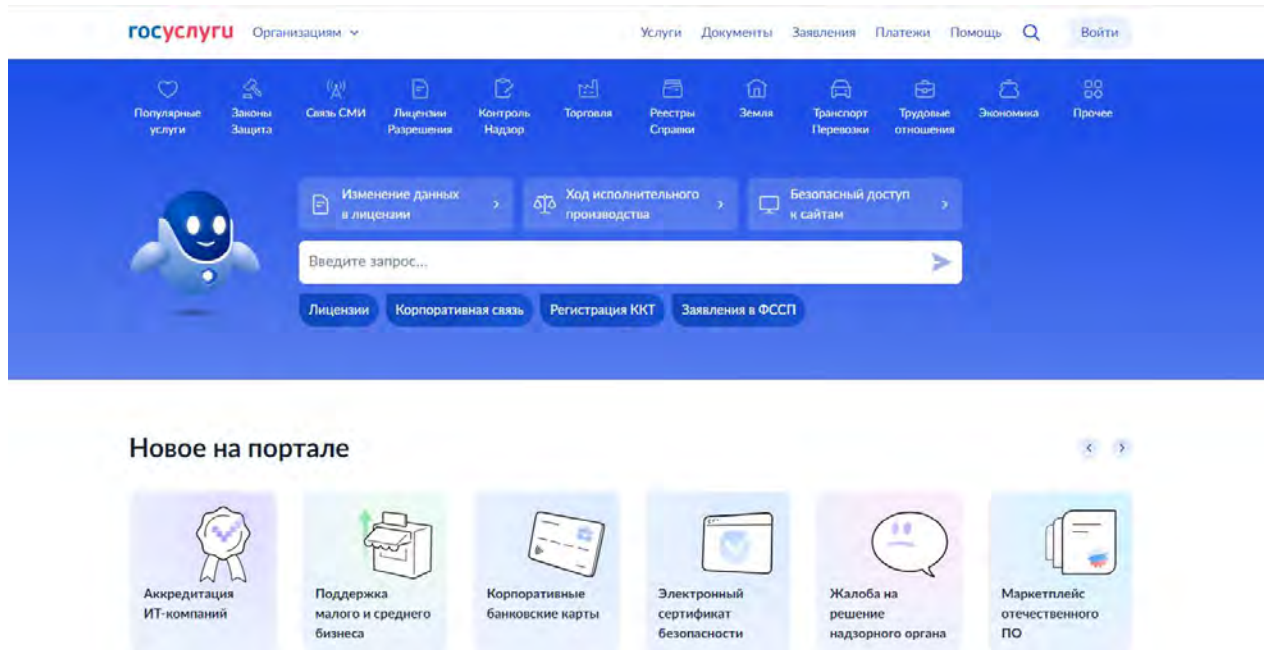 госуслуги Организациям Услуги Документы Заявления Платежи Помощь Войти
Популярные услуги
Законы Защита
Связь СМИ
Лицензии Разрешения
Контроль Надзор
Торговля
Реестры Справки
Земля
Транспорт Перевозки
Трудовые отношения
Экономика
Прочее
Изменение данных
в лицензии
Ход исполнительного
производства
Безопасный доступ
к сайтам
Введите запрос...
Лицензии Корпоративная связь Регистрация ККТ Заявления в ФССП
Новое на портале
Аккредитация
ИТ-компаний
Поддержка
малого и среднего
бизнеса
Корпоративные
банковские карты
Электронный
сертификат
безопасности
Жалоба на
решение
надзорного органа
Маркетплейс
отечественного
ПО